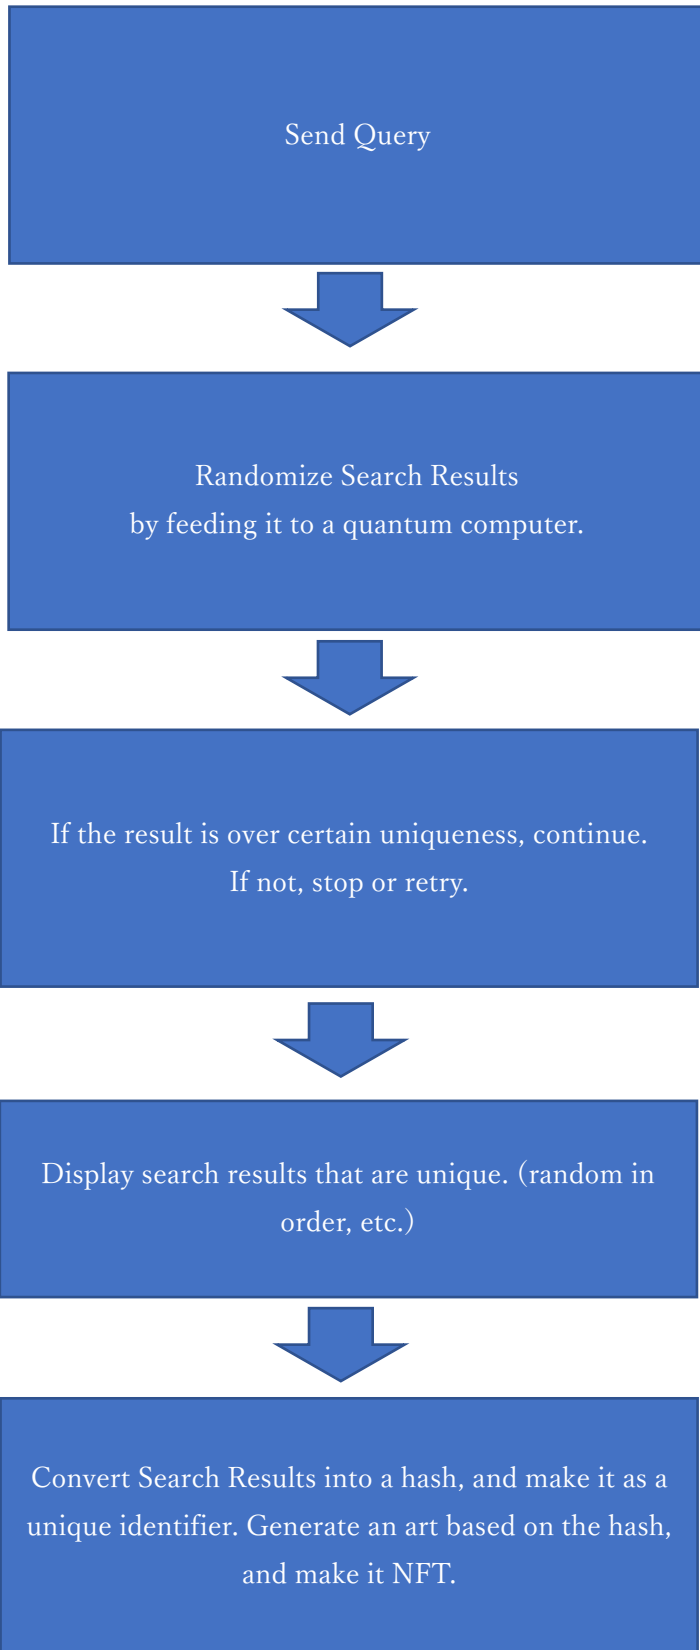 Send Query
Randomize Search Results
by feeding it to a quantum computer.
If the result is over certain uniqueness, continue.
If not, stop or retry.
Display search results that are unique. (random in
order, etc.)
Convert Search Results into a hash, and make it as a
unique identifier. Generate an art based on the hash,
and make it NFT.